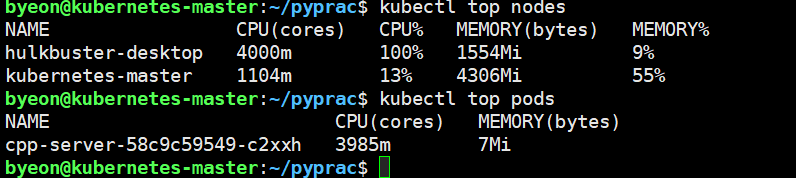 byeon@kubernetes-master:~/pyprac$ kubectl top nodes
NAME CPU(cores) CPU% MEMORY(bytes) MEMORY%
hulkbuster-desktop 4000m 100% 1554Mi 9%
kubernetes-master 1104m 13% 4306Mi 55%
byeon@kubernetes-master:~/pyprac$ kubectl top pods
NAME CPU(cores) MEMORY(bytes)
cpp-server-58c9c59549-c2xxh 3985m 7Mi
byeon@kubernetes-master:~/pyprac$